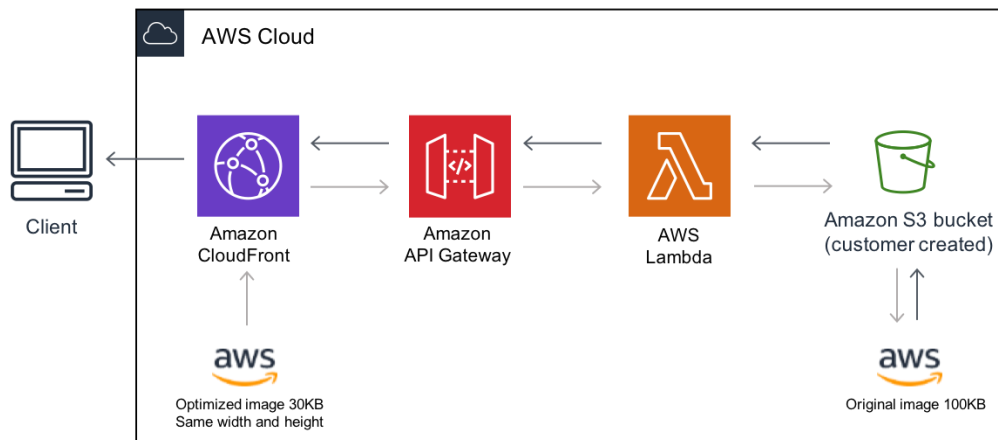 AWS Cloud
</>
Client
Amazon
CloudFront
Amazon
API Gateway
AWS
Lambda
Amazon S3 bucket
(customer created)
aws
Optimized image 30KB
Same width and height
aws
Original image 100KB